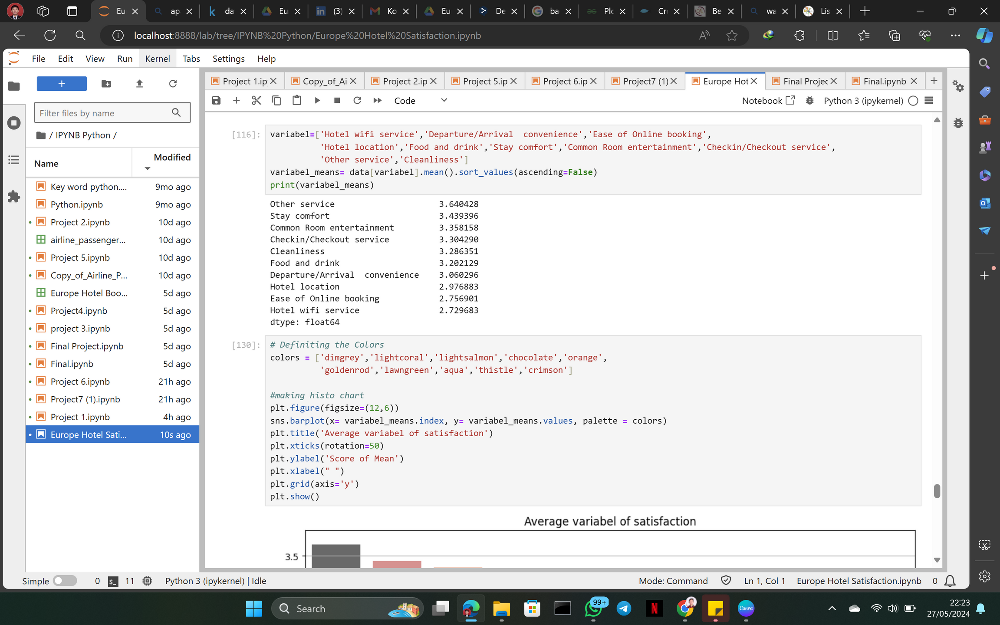 Eu
ap
da
Eu
(3)
Ko
Eu
De
ba
Plc
Cr
Be
wa
Lis
localhost:8888/lab/tree/IPYNB%20Python/Europe%20Hotel%20Satisfaction.ipynb
File Edit View Run Kernel Tabs Settings Help
Filter files by name
/ IPYNB Python /
Name Modified
Key word python.... 9mo ago
Python.ipynb 9mo ago
Project 2.ipynb 10d ago
airline_passenger... 10d ago
Project 5.ipynb 10d ago
Copy_of_Airline_P... 10d ago
Europe Hotel Boo... 5d ago
Project4.ipynb 5d ago
project 3.ipynb 5d ago
Final Project.ipynb 5d ago
Final.ipynb 5d ago
Project 6.ipynb 21h ago
Project7 (1).ipynb 21h ago
Project 1.ipynb 4h ago
Europe Hotel Sati... 10s ago
Project 1.ip
Copy_of_Ai
Project 2.ip
Project 5.ip
Project 6.ip
Project7 (1)
Europe Hot
Final Projec
Final.ipynb
Code
Notebook
Python 3 (ipykernel)
[116]:
variabel=['Hotel wifi service','Departure/Arrival  convenience','Ease of Online booking',
          'Hotel location','Food and drink','Stay comfort','Common Room entertainment','Checkin/Checkout service',
          'Other service','Cleanliness']
variabel_means= data[variabel].mean().sort_values(ascending=False)
print(variabel_means)
Other service                     3.640428
Stay comfort                      3.439396
Common Room entertainment         3.358158
Checkin/Checkout service          3.304290
Cleanliness                       3.286351
Food and drink                    3.202129
Departure/Arrival  convenience    3.060296
Hotel location                    2.976883
Ease of Online booking            2.756901
Hotel wifi service                2.729683
dtype: float64
[130]:
# Definiting the Colors
colors = ['dimgrey','lightcoral','lightsalmon','chocolate','orange',
          'goldenrod','lawngreen','aqua','thistle','crimson']
#making histo chart
plt.figure(figsize=(12,6))
sns.barplot(x= variabel_means.index, y= variabel_means.values, palette = colors)
plt.title('Average variabel of satisfaction')
plt.xticks(rotation=50)
plt.ylabel('Score of Mean')
plt.xlabel(" ")
plt.grid(axis='y')
plt.show()
Average variabel of satisfaction
3.5
Simple 0 $_ 11 Python 3 (ipykernel) | Idle
Mode: Command Ln 1, Col 1 Europe Hotel Satisfaction.ipynb 0
Search
99+
N
Canva
22:23
27/05/2024